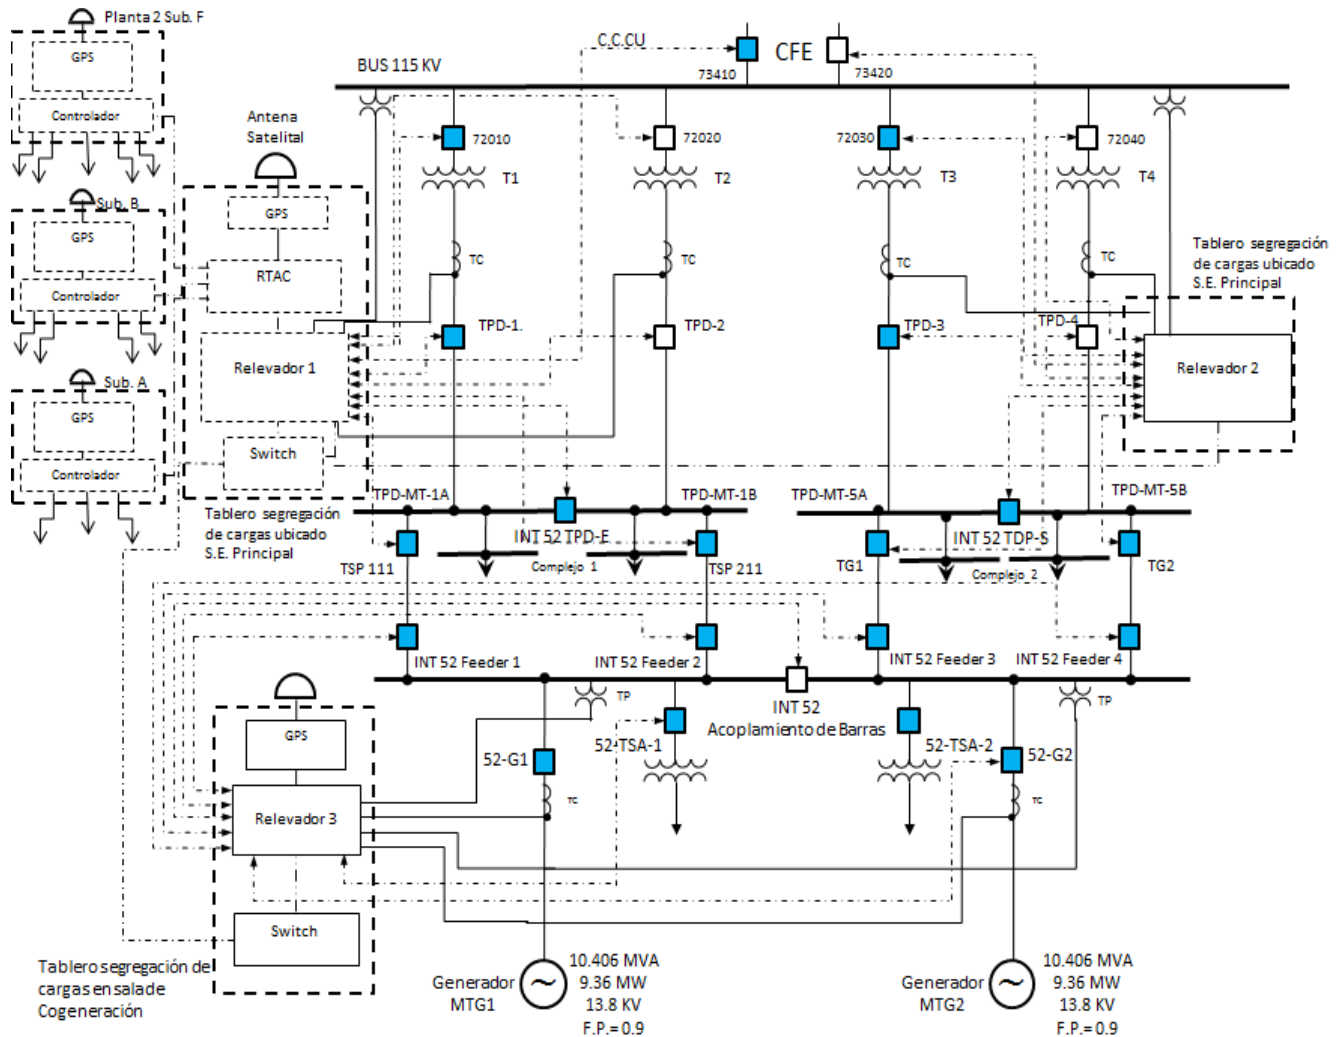 Planta 2 Sub. F
GPS
Controlador
Sub. B
GPS
Controlador
Sub. A
GPS
Controlador
Antena
Satelital
GPS
RTAC
Relevador 1
Switch
Tablero segregación
de cargas ubicado
S.E. Principal
BUS 115 KV
C.C.CU
73410
CFE
73420
72010
72020
72030
72040
T1
T2
T3
T4
TC
TC
TC
TC
TPD-1.
TPD-2
TPD-3
TPD-4
Tablero segregación
de cargas ubicado
S.E. Principal
Relevador 2
TPD-MT-1A
TPD-MT-1B
TPD-MT-5A
TPD-MT-5B
INT 52 TPD-E
INT 52 TDP-S
TSP 111
Complejo 1
TSP 211
TG1
Complejo 2
TG2
INT 52 Feeder 1
INT 52 Feeder 2
INT 52 Feeder 3
INT 52 Feeder 4
TP
INT 52
Acoplamiento de Barras
TP
52-G1
52-TSA-1
52-TSA-2
52-G2
TC
TC
GPS
Relevador 3
Switch
Tablero segregación de
cargas en sala de
Cogeneración
Generador
MTG1
10.406 MVA
9.36 MW
13.8 KV
F.P.= 0.9
Generador
MTG2
10.406 MVA
9.36 MW
13.8 KV
F.P.= 0.9